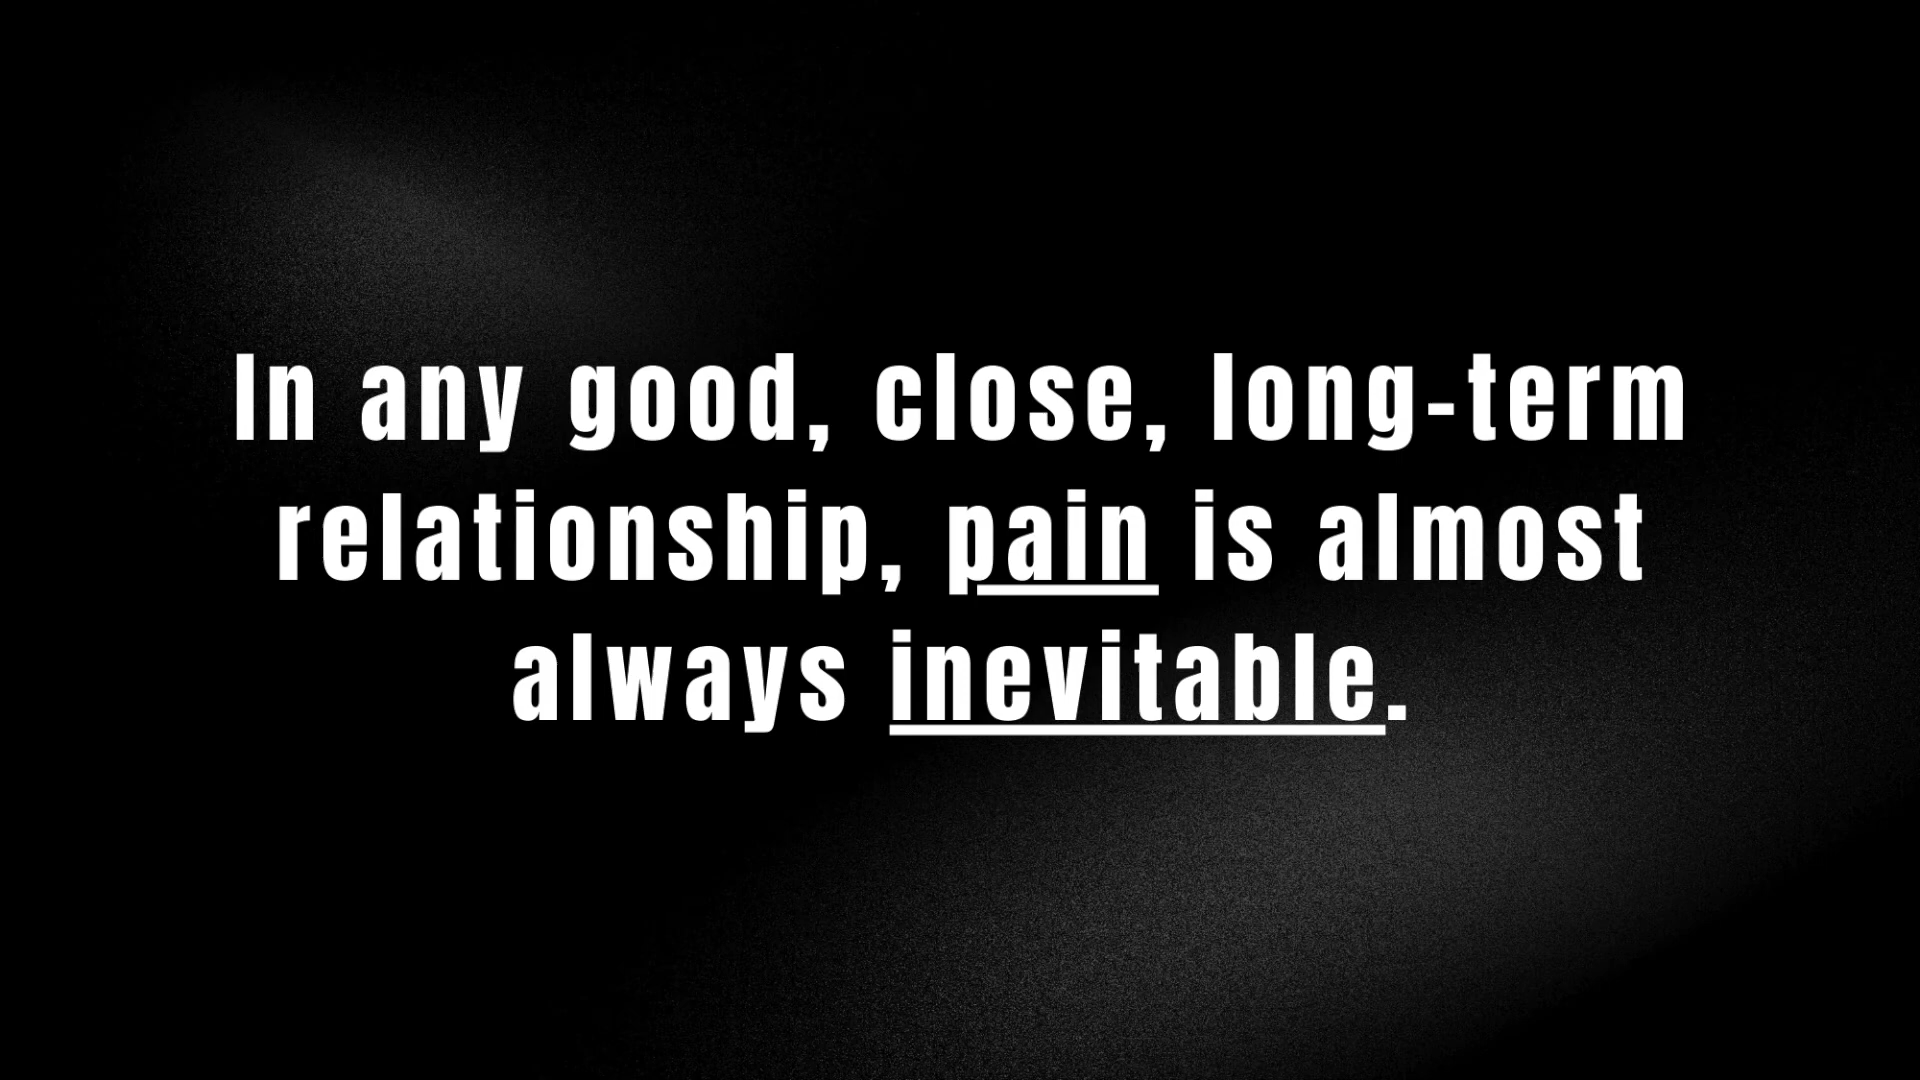 In any good, close, long-term
relationship, pain is almost
always inevitable.